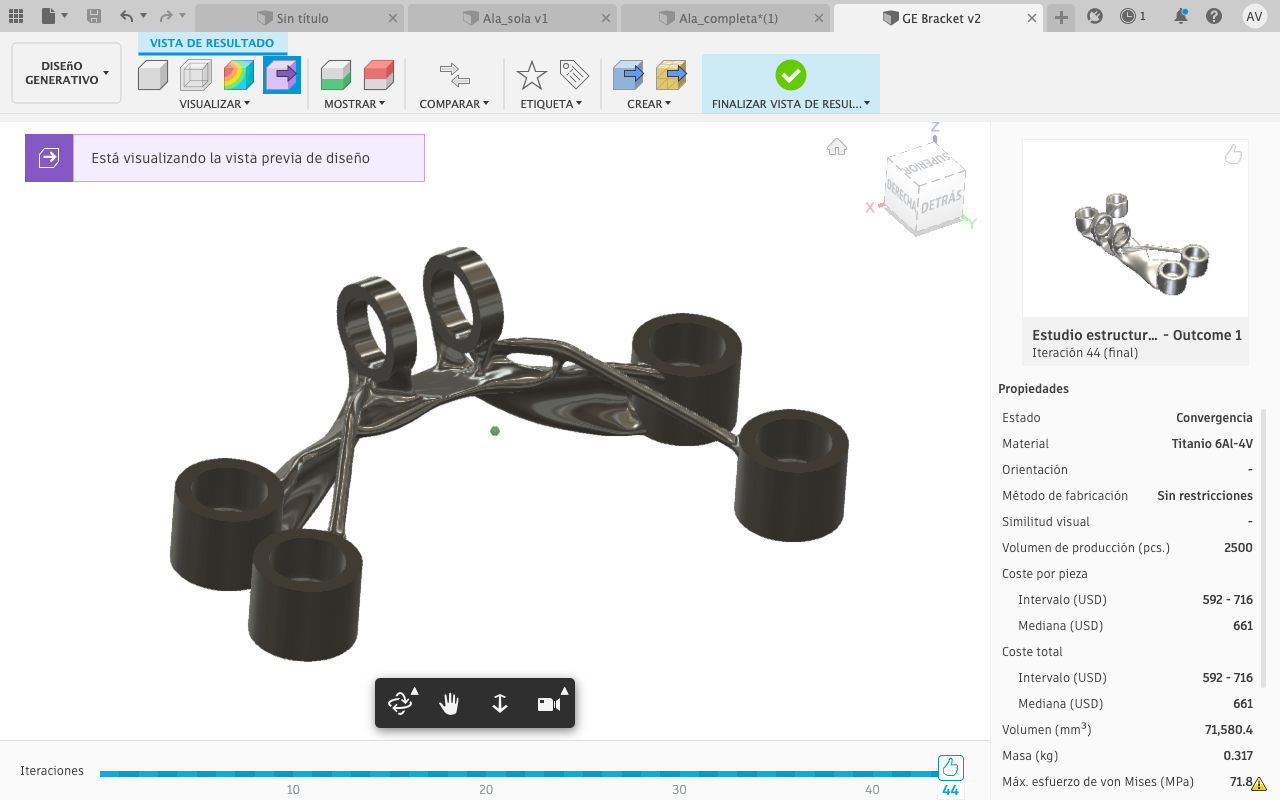 Sin título
Ala_sola v1
Ala_completa*(1)
GE Bracket v2
1
AV
DISEñO GENERATIVO
VISTA DE RESULTADO
VISUALIZAR
MOSTRAR
COMPARAR
ETIQUETA
CREAR
FINALIZAR VISTA DE RESUL...
Está visualizando la vista previa de diseño
Z
SUPERIOR
DERECHA
DETRÁS
X
Y
Estudio estructur... - Outcome 1
Iteración 44 (final)
Propiedades
Estado Convergencia
Material Titanio 6Al-4V
Orientación -
Método de fabricación Sin restricciones
Similitud visual -
Volumen de producción (pcs.) 2500
Coste por pieza
Intervalo (USD) 592 - 716
Mediana (USD) 661
Coste total
Intervalo (USD) 592 - 716
Mediana (USD) 661
Volumen (mm³) 71,580.4
Masa (kg) 0.317
Máx. esfuerzo de von Mises (MPa) 71.8
Iteraciones
10
20
30
40
44